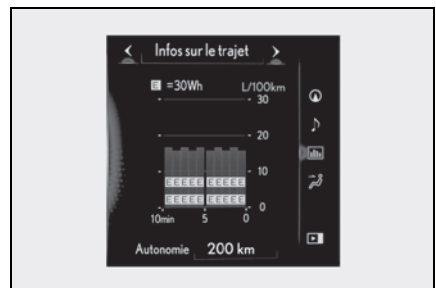 Infos sur le trajet
E =30Wh L/100km
30
20
10
E E E E E E E E E E
E E E E E E E E E E
0
10min 5 0
Autonomie 200 km